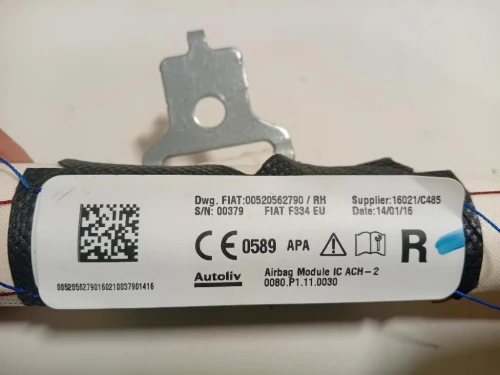 Dwg. FIAT:00520562790 / RH Supplier:16021/C485
S/N: 00379 FIAT F334 EU Date:14/01/16
CE 0589 APA R
Autoliv Airbag Module IC ACH-2
0080.P1.11.0030
00520562790160210037901416